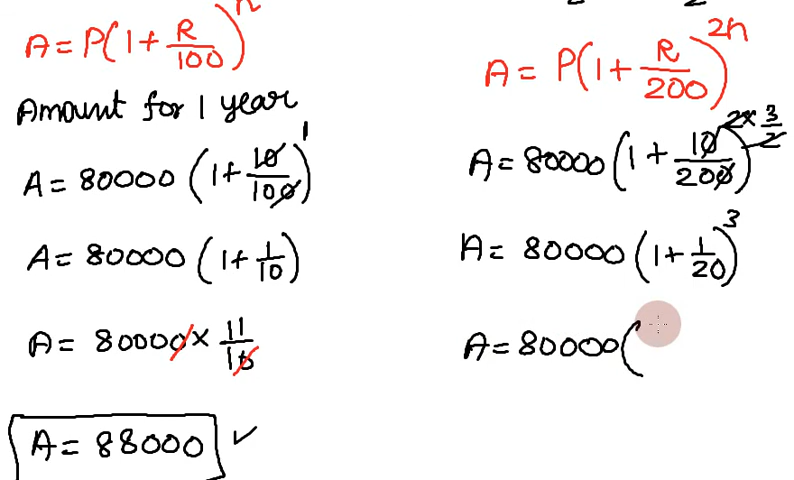 A = P(1 + R/100)^n
Amount for 1 year
A = 80000 (1 + 10/100)^1
A = 80000 (1 + 1/10)
A = 80000 × 11/10
A = 88000 ✓
A = P(1 + R/200)^2n
A = 80000 (1 + 10/200)^2 × 3/2
A = 80000 (1 + 1/20)^3
A = 80000 (